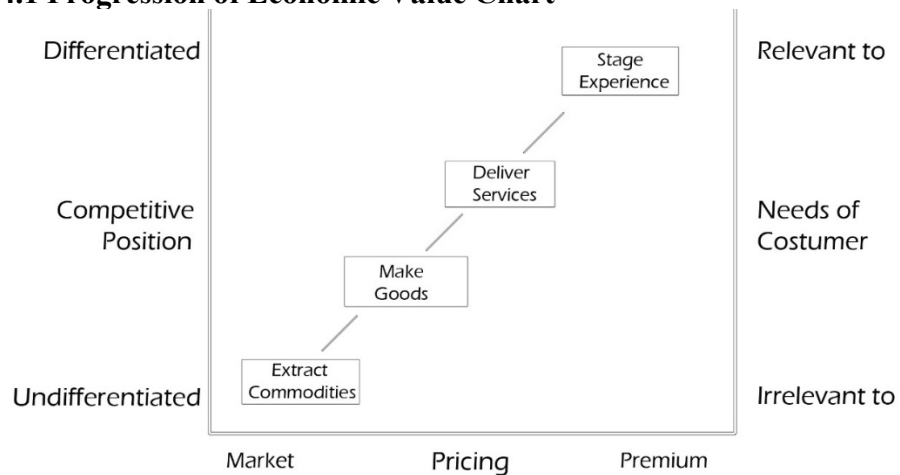 4.1 Progression of Economic Value Chart
Differentiated
Stage
Experience
Relevant to
Deliver
Services
Competitive
Position
Needs of
Costumer
Make
Goods
Extract
Commodities
Undifferentiated
Irrelevant to
Market
Pricing
Premium